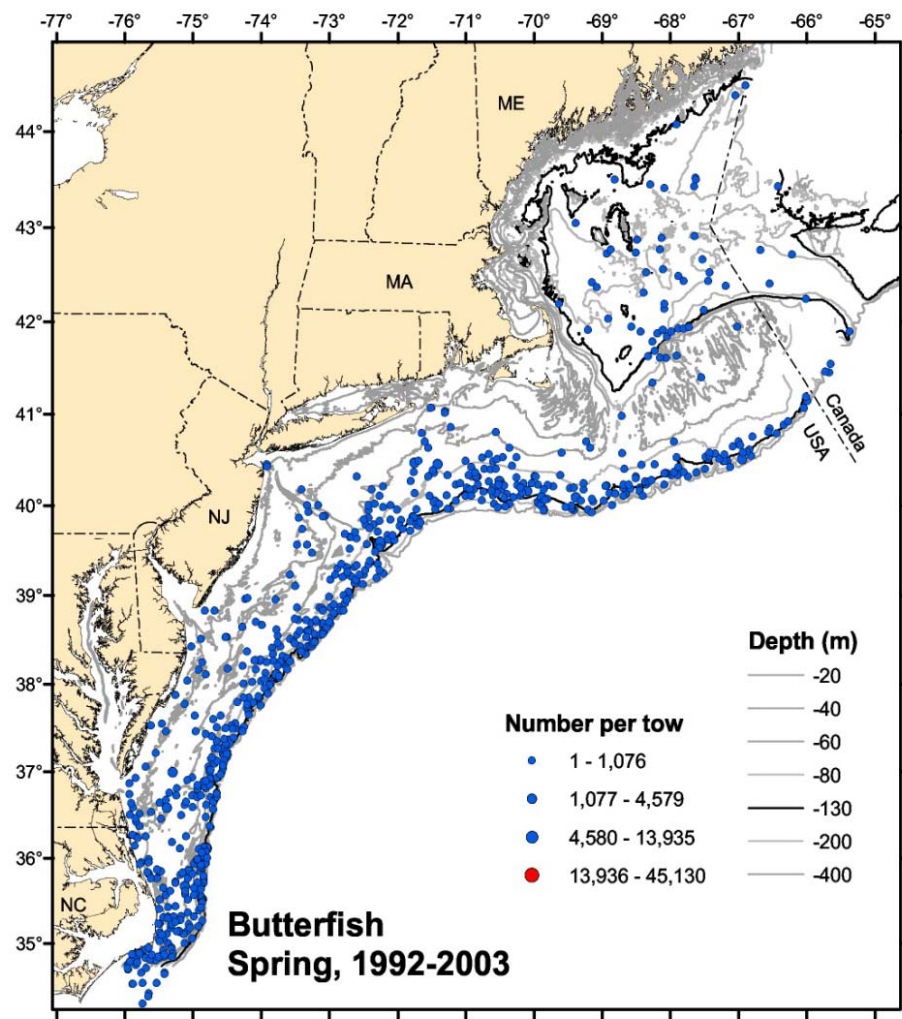 -77 -76 -75 -74 -73 -72 -71 -70 -69 -68 -67 -66 -65
ME
44°
43°
MA
42°
41°
Canada
USA
40°
NJ
39°
Depth (m)
-20
38°
-40
Number per tow
-60
1 - 1,076
-80
37°
1,077 - 4,579
-130
4,580 - 13,935
-200
36°
13,936 - 45,130
-400
NC
35°
Butterfish
Spring, 1992-2003